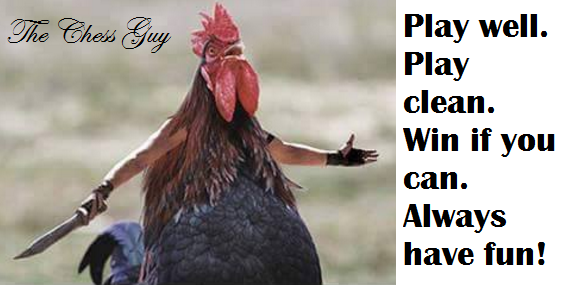 The Chess Guy
Play well.
Play
clean.
Win if you
can.
Always
have fun!